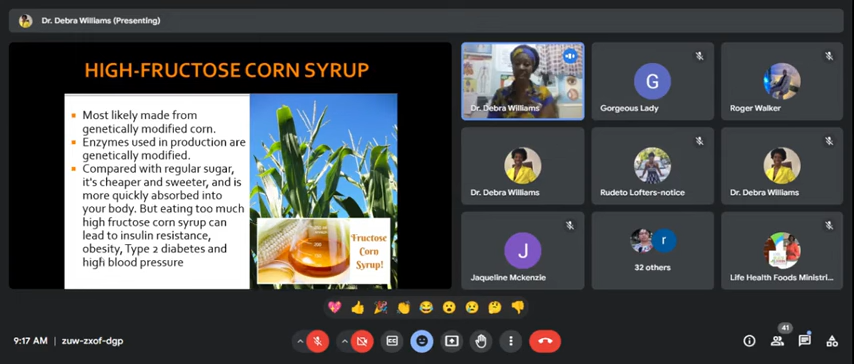 Dr. Debra Williams (Presenting)
HIGH-FRUCTOSE CORN SYRUP
Most likely made from
genetically modified corn.
Enzymes used in production are
genetically modified.
Compared with regular sugar,
it's cheaper and sweeter, and is
more quickly absorbed into
your body. But eating too much
high fructose corn syrup can
lead to insulin resistance,
obesity, Type 2 diabetes and
high blood pressure
Fructose
Corn
Syrup!
Dr. Debra Williams
G
Gorgeous Lady
Roger Walker
Dr. Debra Williams
Rudeto Lofters-notice
Dr. Debra Williams
J
Jaqueline Mckenzie
r
32 others
Life Health Foods Ministri...
9:17 AM | zuw-zxof-dgp
CC
41